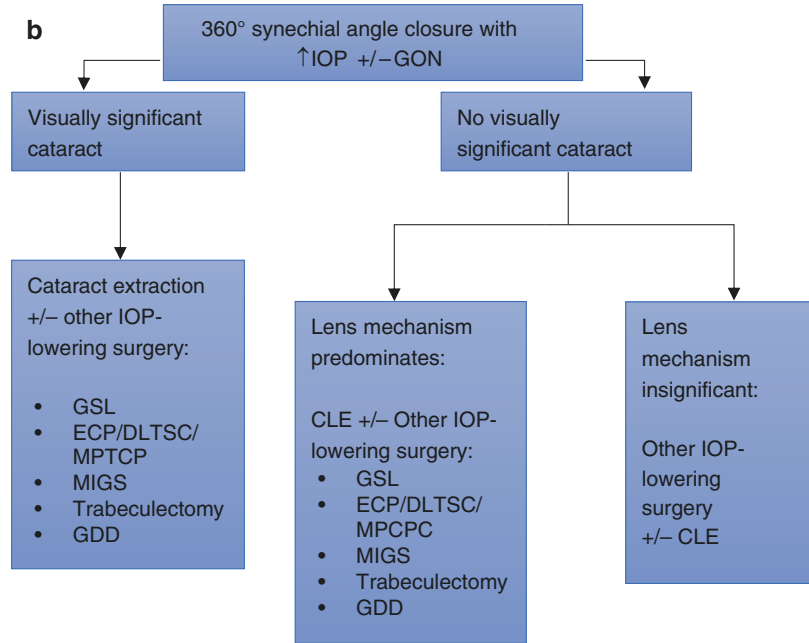 b
360° synechial angle closure with
↑IOP +/–GON
Visually significant
cataract
No visually
significant cataract
Cataract extraction
+/– other IOP-
lowering surgery:
• GSL
• ECP/DLTSC/
MPTCP
• MIGS
• Trabeculectomy
• GDD
Lens mechanism
predominates:
CLE +/– Other IOP-
lowering surgery:
• GSL
• ECP/DLTSC/
MPCPC
• MIGS
• Trabeculectomy
• GDD
Lens
mechanism
insignificant:
Other IOP-
lowering
surgery
+/– CLE